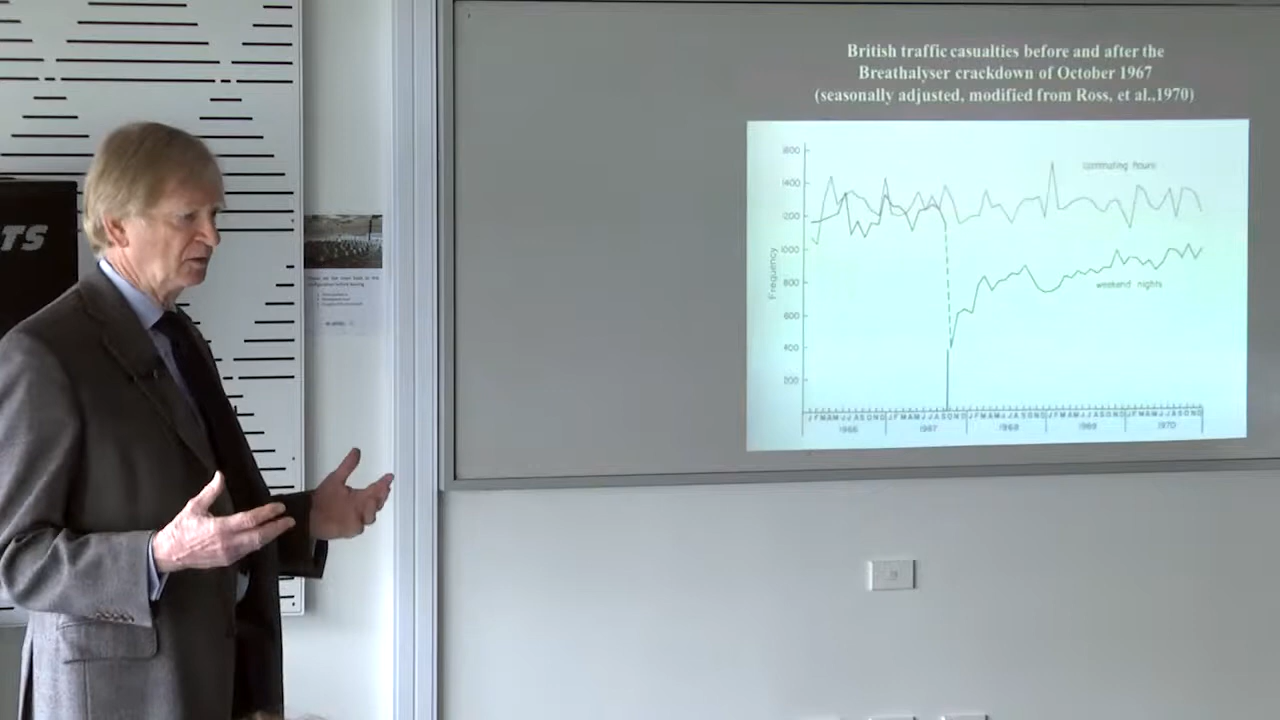 TS
British traffic casualties before and after the
Breathalyser crackdown of October 1967
(seasonally adjusted, modified from Ross, et al.,1970)
1600
1400
1200
1000
800
600
400
200
Frequency
commuting hours
weekend nights
J F M A M J J A S O N D J F M A M J J A S O N D J F M A M J J A S O N D J F M A M J J A S O N D J F M A M J J A S O N D
1966 1967 1968 1969 1970